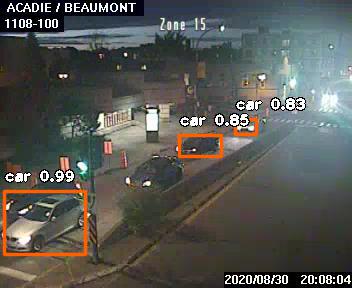 ACADIE / BEAUMONT
1108-100
Zone 15
car 0.83
car 0.85
car 0.99
2020/08/30 20:08:04